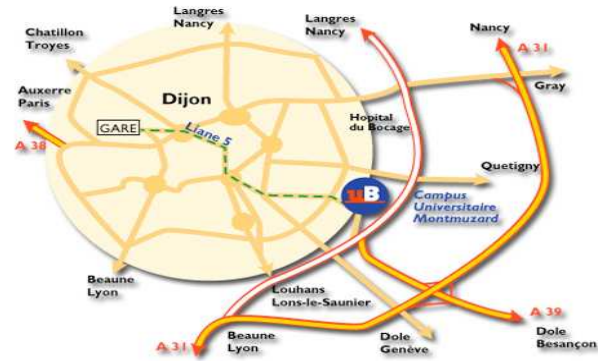 Langres
Nancy
Langres
Nancy
Nancy
A 31
Chatillon
Troyes
Auxerre
Paris
A 38
Dijon
GARE
Liane 5
Hopital
du Bocage
Gray
Quetigny
uB
Campus
Universitaire
Montmuzard
Beaune
Lyon
Louhans
Lons-le-Saunier
A 31
Beaune
Lyon
Dole
Genève
A 39
Dole
Besançon